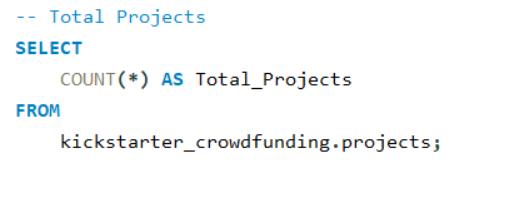 -- Total Projects
SELECT
    COUNT(*) AS Total_Projects
FROM
    kickstarter_crowdfunding.projects;